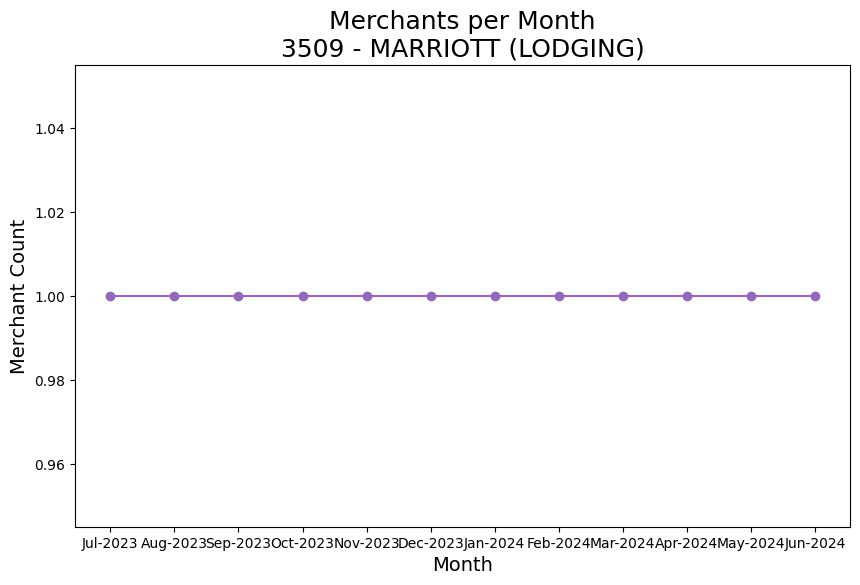 Merchants per Month
3509 - MARRIOTT (LODGING)
Merchant Count
1.04
1.02
1.00
0.98
0.96
Jul-2023 Aug-2023 Sep-2023 Oct-2023 Nov-2023 Dec-2023 Jan-2024 Feb-2024 Mar-2024 Apr-2024 May-2024 Jun-2024
Month